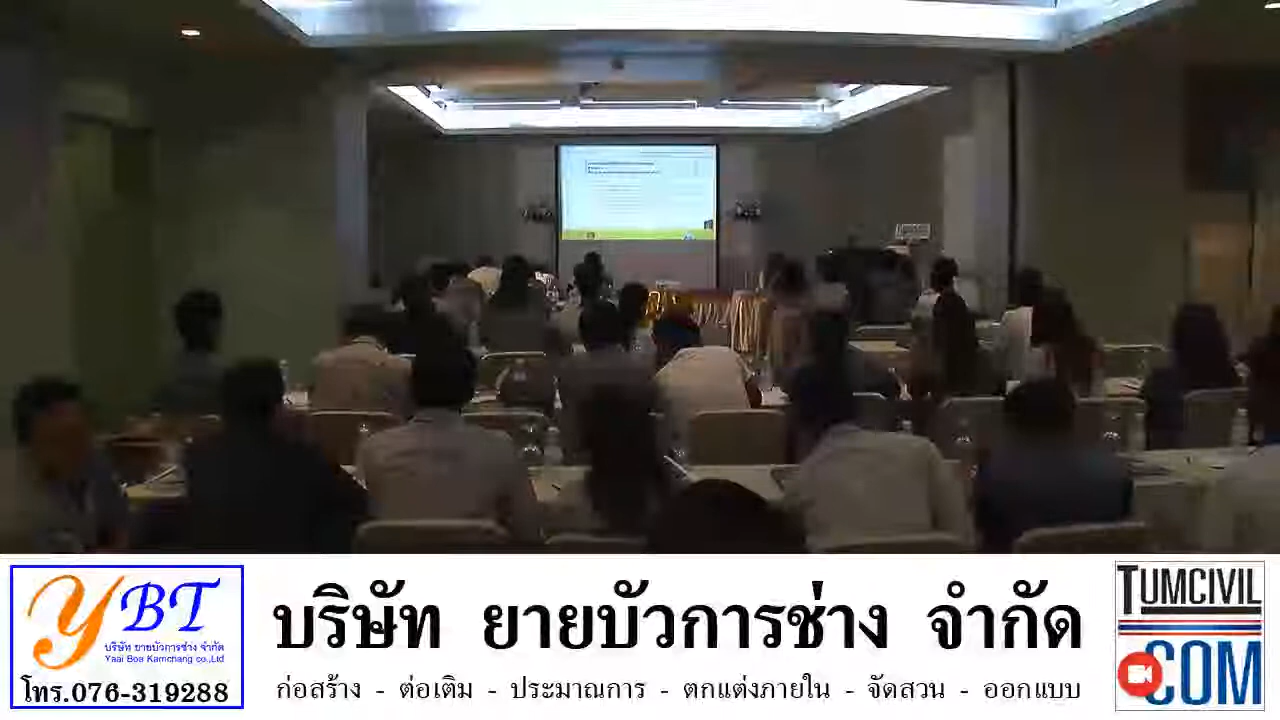 YBT
บริษัท ยายบัวการช่าง จำกัด
Yaai Boa Kamchang co.,Ltd
โทร.076-319288
บริษัท ยายบัวการช่าง จำกัด
ก่อสร้าง - ต่อเติม - ประมาณการ - ตกแต่งภายใน - จัดสวน - ออกแบบ
TUMCIVIL
.COM